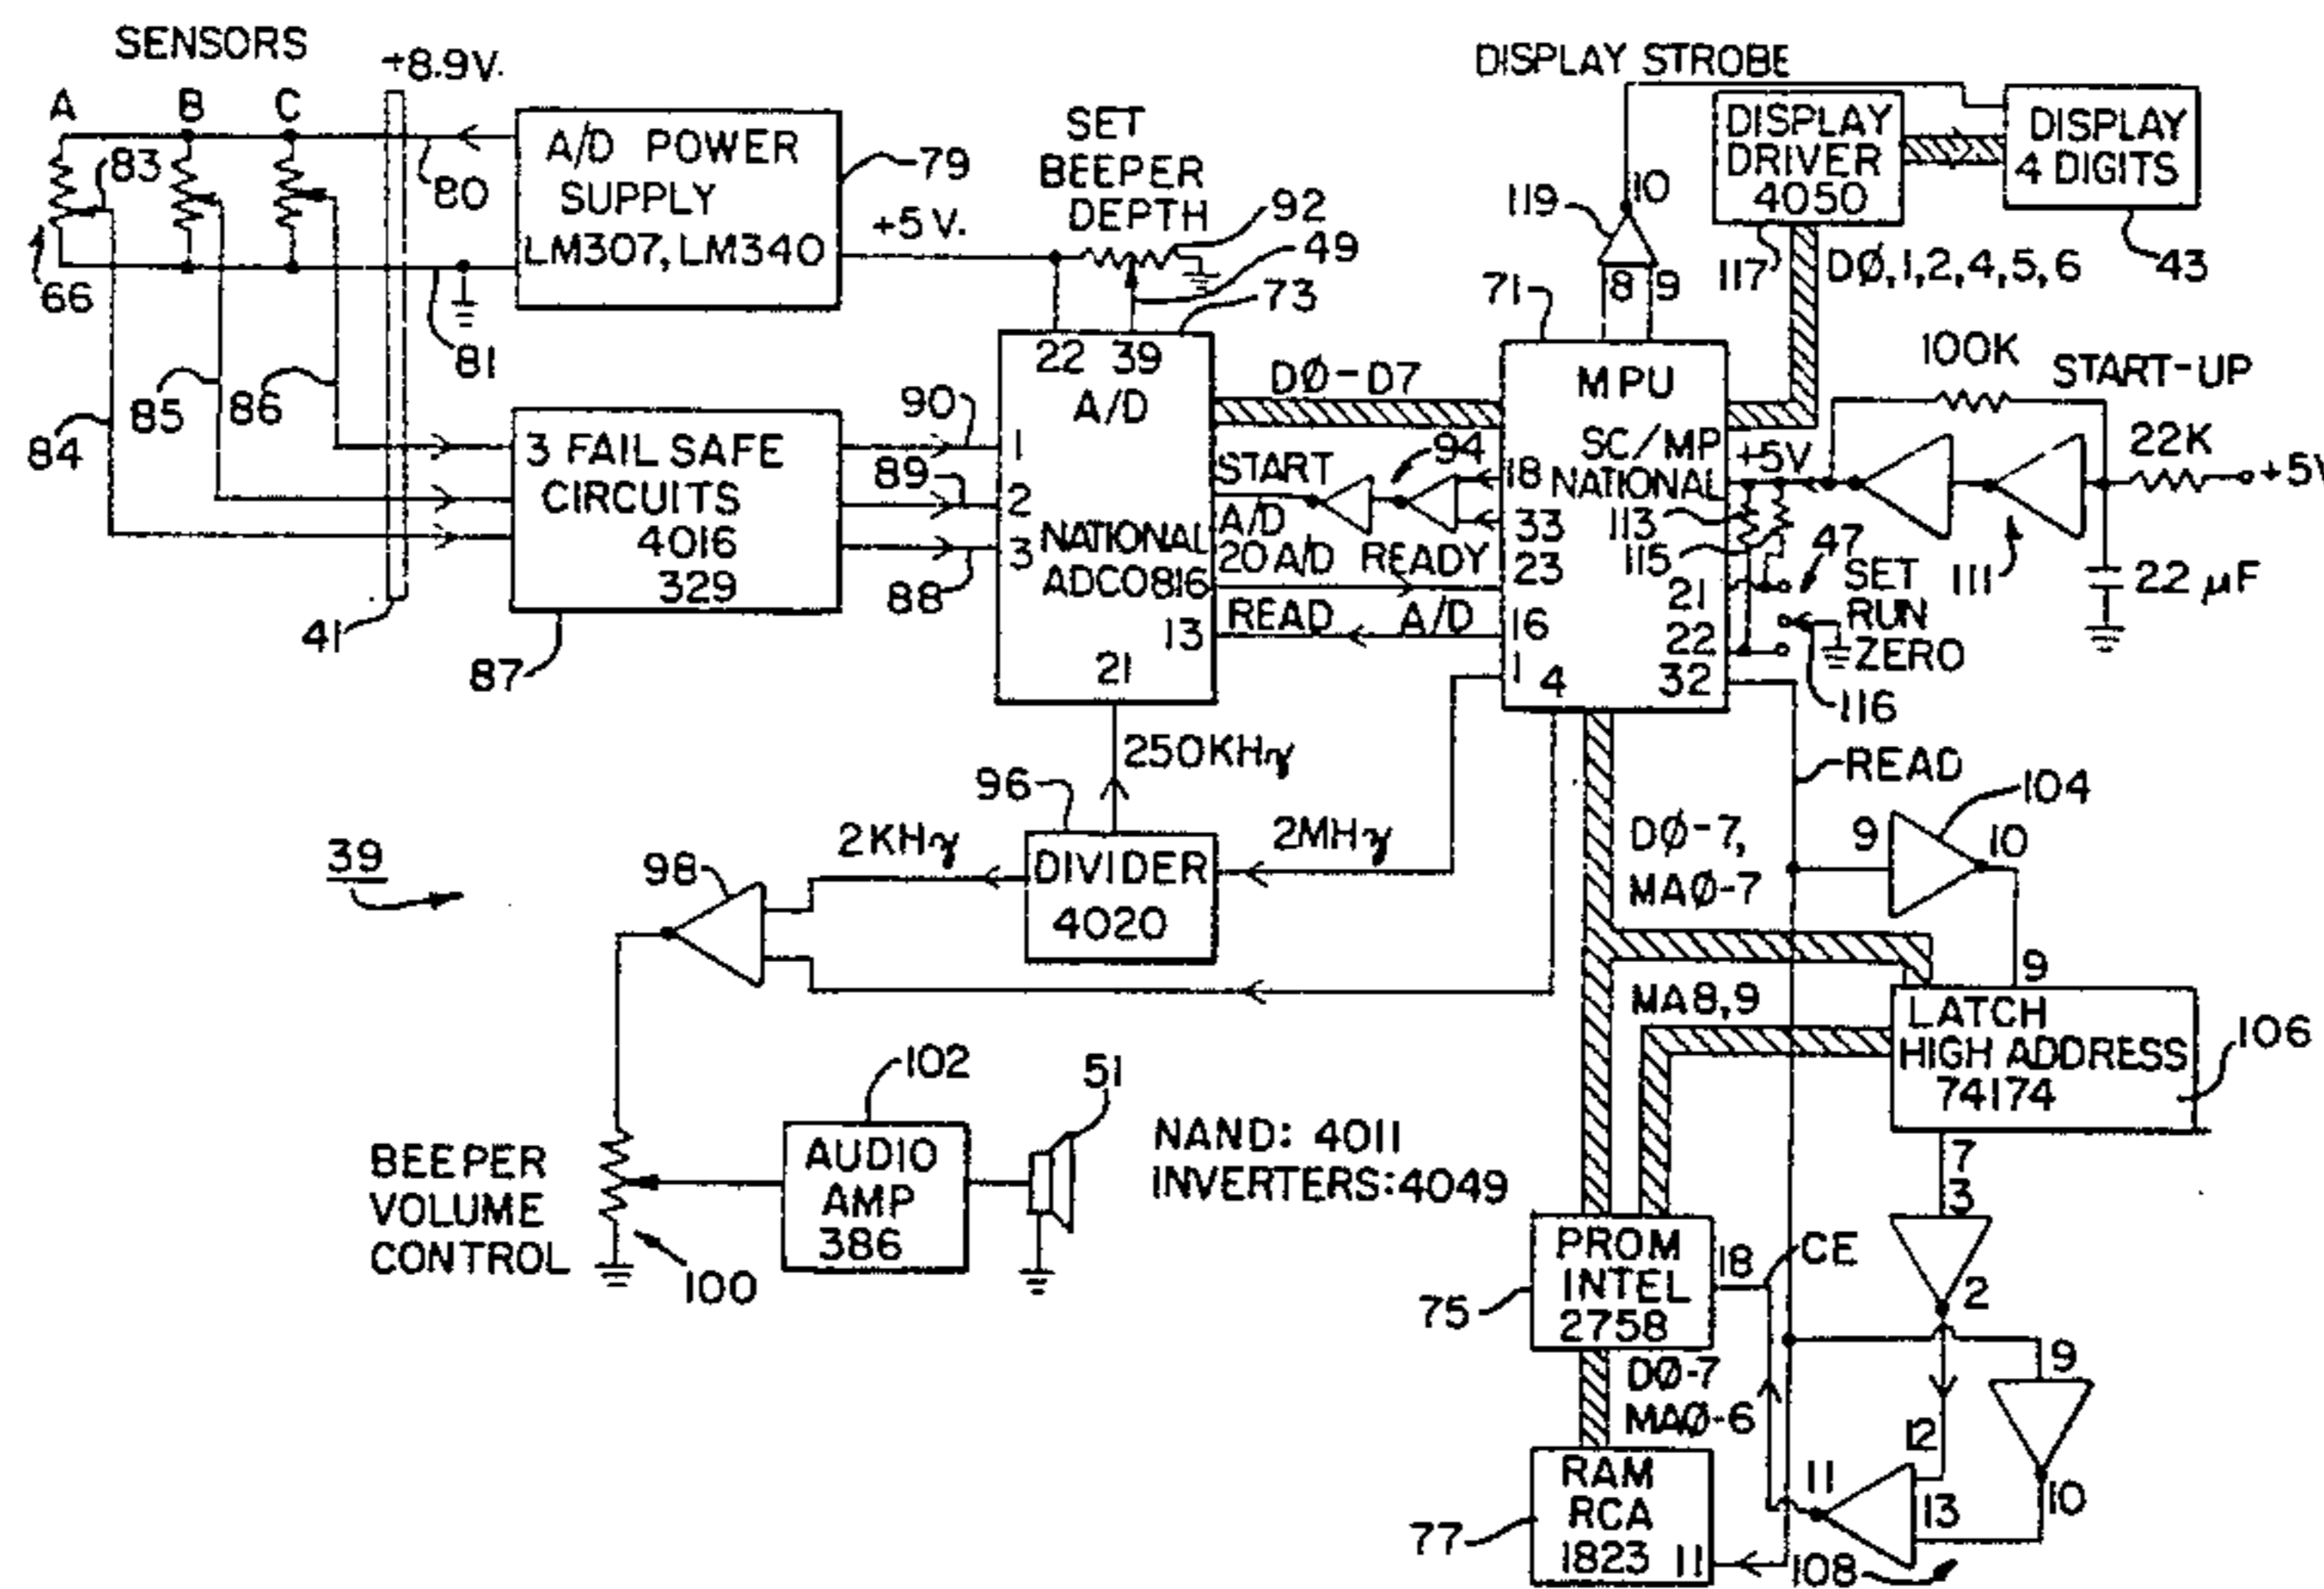 SENSORS
A
B
C
+8.9V.
83
80
66
81
84
85
86
41
A/D POWER
SUPPLY
LM307, LM340
79
+5V.
SET
BEEPER
DEPTH
92
49
73
3 FAIL SAFE
CIRCUITS
4016
329
87
90
89
88
22 39
A/D
1
2
3
NATIONAL
ADC0816
13
21
DØ-D7
START
A/D
94
20 A/D READY
READ A/D
DISPLAY STROBE
119
10
8 9
DISPLAY
DRIVER
4050
117
DISPLAY
4 DIGITS
43
DØ,1,2,4,5,6
71
MPU
SC/MP
NATIONAL
18
33
23
16
1
4
21
22
32
+5V
113
115
47
SET
RUN
ZERO
116
100K
START-UP
22K
+5V
111
22 µF
250KHz
96
2KHz
2MHz
DIVIDER
4020
39
98
READ
104
9
10
DØ-7,
MAØ-7
9
MA8,9
LATCH
HIGH ADDRESS
74174
106
7
3
2
102
51
AUDIO
AMP
386
BEEPER
VOLUME
CONTROL
100
NAND: 4011
INVERTERS:4049
PROM
INTEL
2758
18
CE
75
DØ-7
MAØ-6
9
12
11
13
10
RAM
RCA
1823
11
77
108